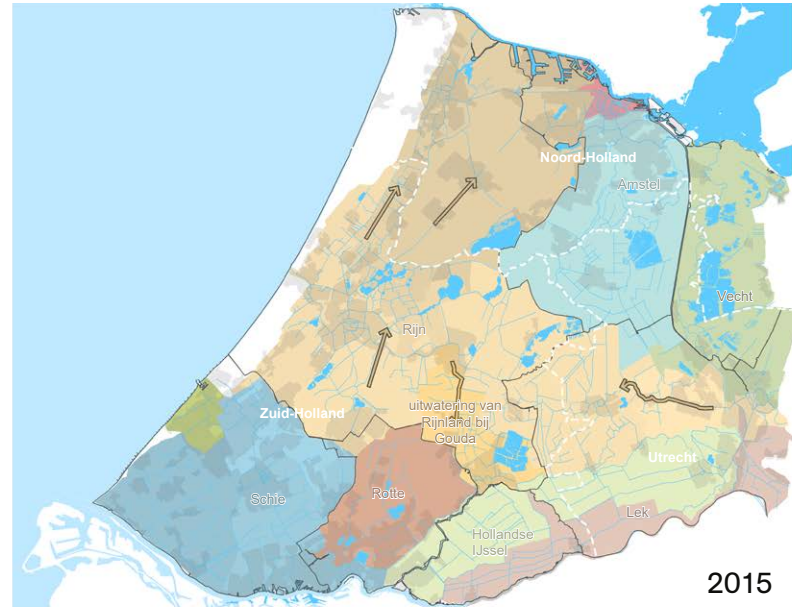 Noord-Holland
Amstel
Vecht
Rijn
uitwatering van
Rijnland bij
Gouda
Zuid-Holland
Utrecht
Schie
Rotte
Lek
Hollandse
IJssel
2015